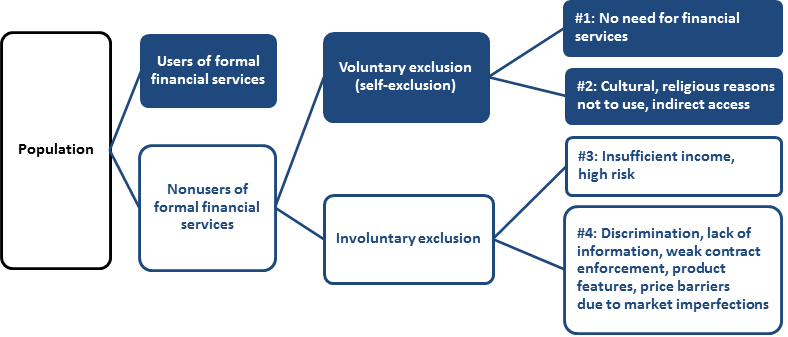 Population
Users of formal
financial services
Nonusers of
formal financial
services
Voluntary exclusion
(self-exclusion)
Involuntary exclusion
#1: No need for financial
services
#2: Cultural, religious reasons
not to use, indirect access
#3: Insufficient income,
high risk
#4: Discrimination, lack of
information, weak contract
enforcement, product
features, price barriers
due to market imperfections